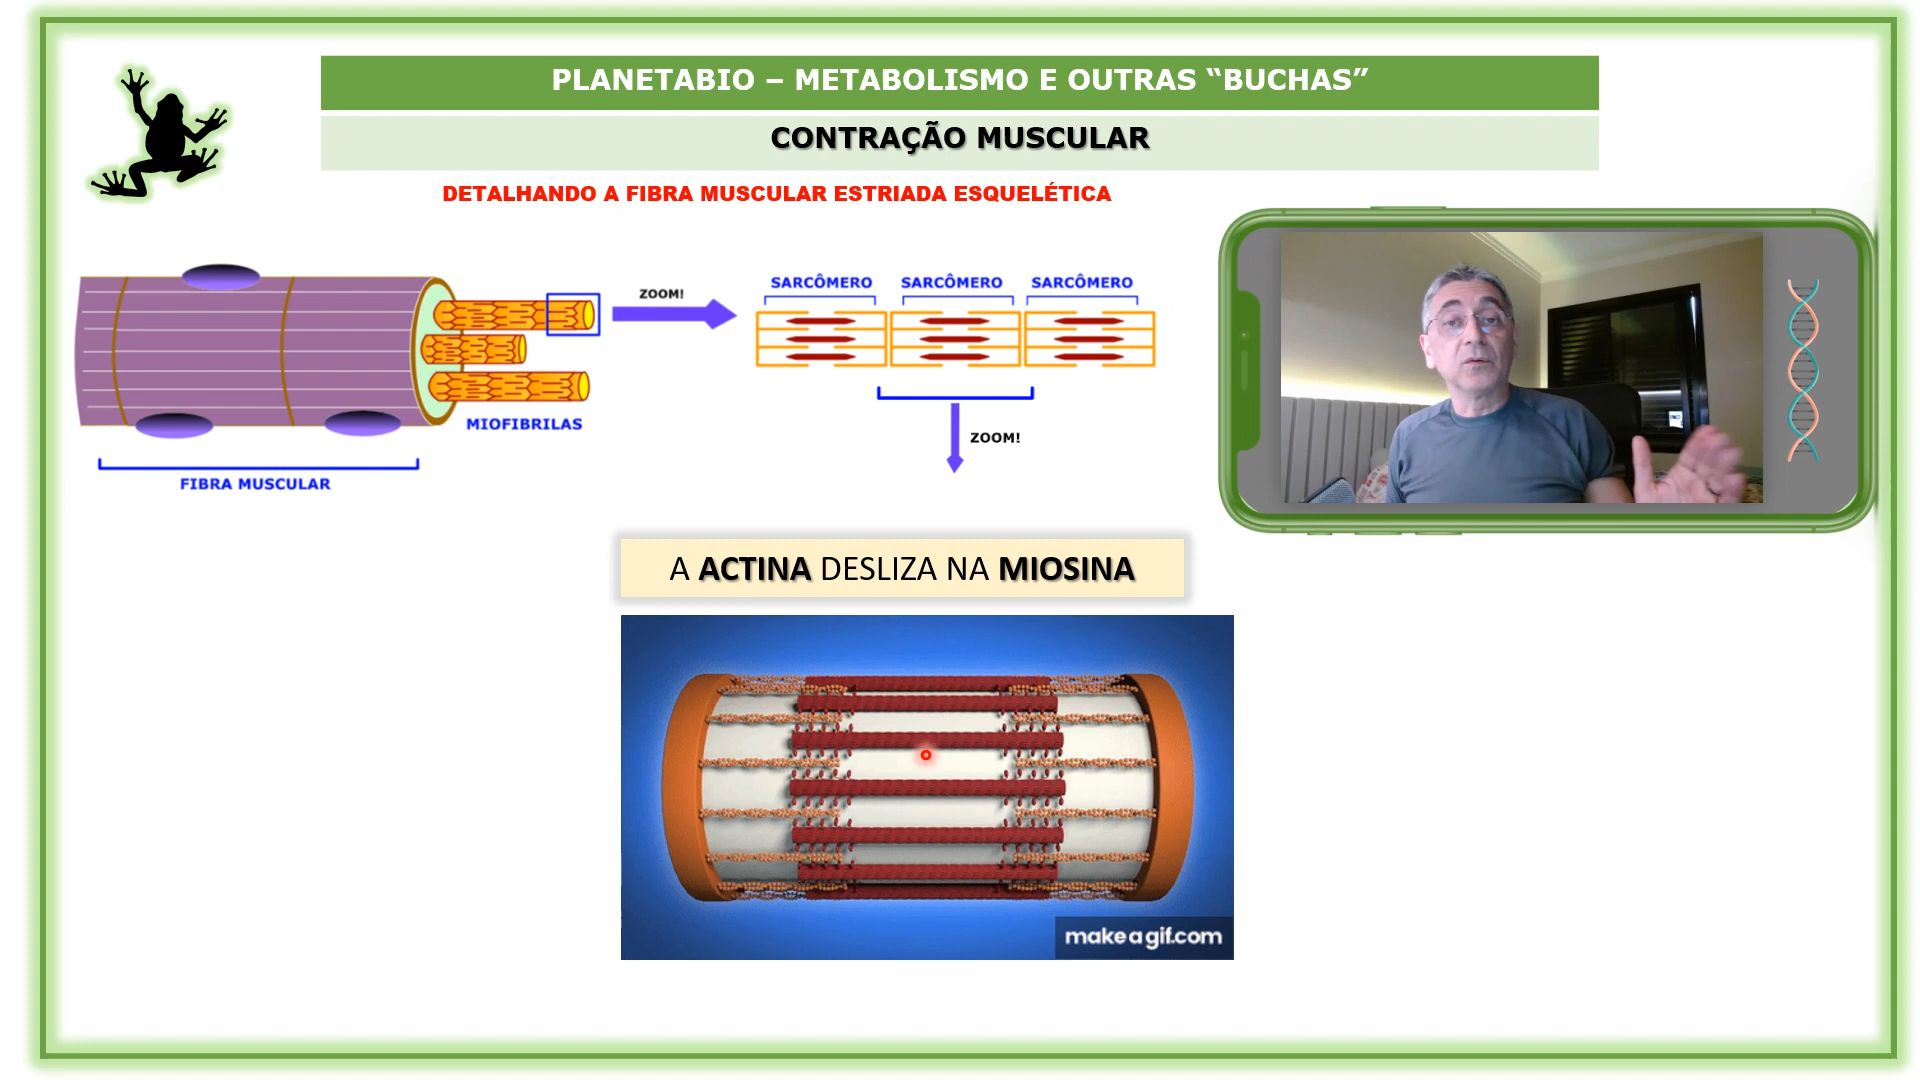 PLANETABIO – METABOLISMO E OUTRAS “BUCHAS”
CONTRAÇÃO MUSCULAR
DETALHANDO A FIBRA MUSCULAR ESTRIADA ESQUELÉTICA
SARCÔMERO SARCÔMERO SARCÔMERO
ZOOM!
MIOFIBRILAS
ZOOM!
FIBRA MUSCULAR
A ACTINA DESLIZA NA MIOSINA
makeagif.com